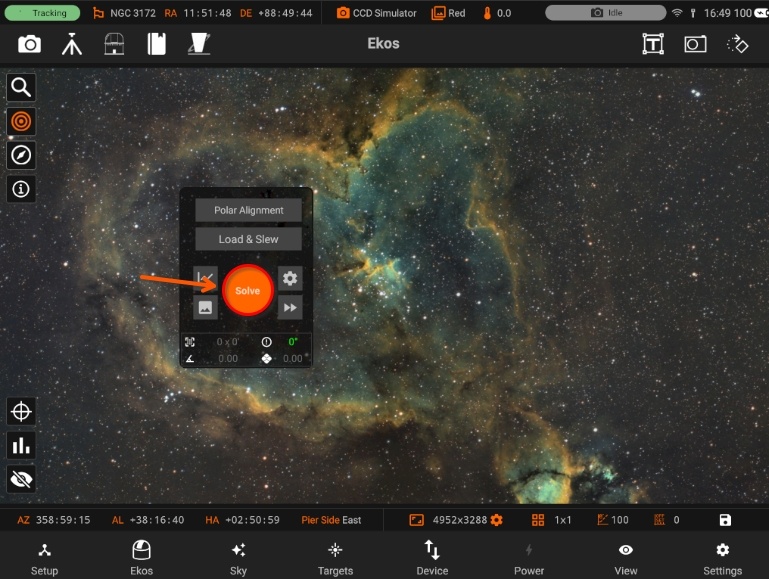 Tracking NGC 3172 RA 11:51:48 DE +88:49:44 CCD Simulator Red 0.0 Idle 16:49 100
Ekos
Polar Alignment
Load & Slew
Solve
0 x 0' 0°
0.00 0.00 °
AZ 358:59:15 AL +38:16:40 HA +02:50:59 Pier Side East 4952x3288 1x1 100 0
Setup Ekos Sky Targets Device Power View Settings